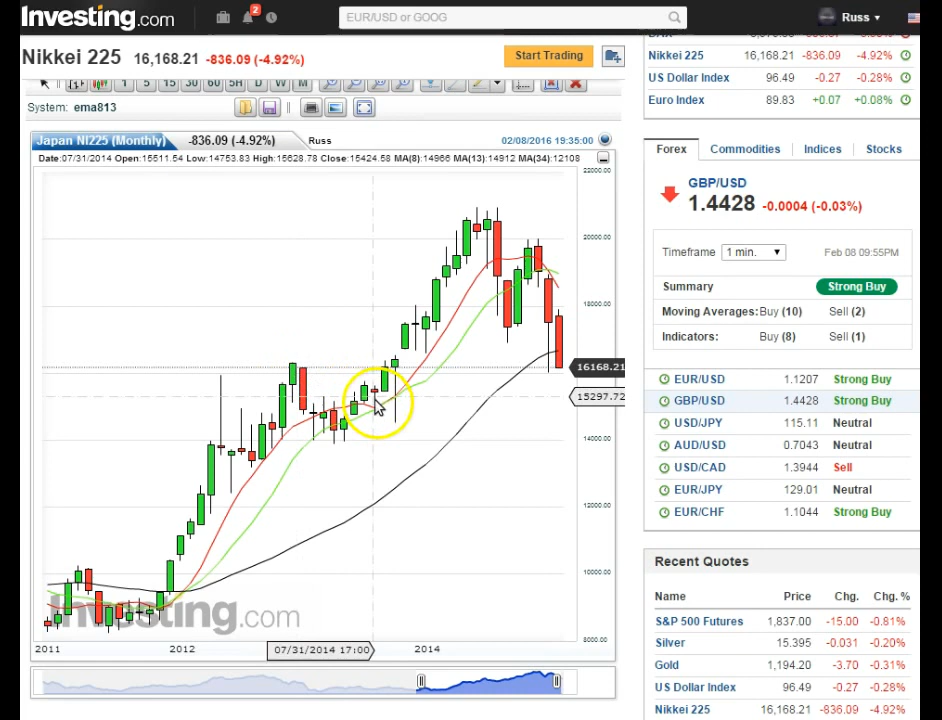 Investing.com
2
EUR/USD or GOOG
Russ
Nikkei 225 16,168.21 -836.09 (-4.92%)
Start Trading
1 5 15 30 60 5H D W M
System: ema813
Japan NI225 (Monthly) -836.09 (-4.92%) Russ 02/08/2016 19:35:00
Date:07/31/2014 Open:15511.54 Low:14753.83 High:15628.78 Close:15424.58 MA(8):14966 MA(13):14912 MA(34):12108
22000.00
20000.00
18000.00
16168.21
15297.72
14000.00
12000.00
10000.00
8000.00
Investing.com
2011 2012 07/31/2014 17:00 2014
Nikkei 225 16,168.21 -836.09 -4.92%
US Dollar Index 96.49 -0.27 -0.28%
Euro Index 89.83 +0.07 +0.08%
Forex Commodities Indices Stocks
GBP/USD
1.4428 -0.0004 (-0.03%)
Timeframe 1 min. Feb 08 09:55PM
Summary Strong Buy
Moving Averages: Buy (10) Sell (2)
Indicators: Buy (8) Sell (1)
EUR/USD 1.1207 Strong Buy
GBP/USD 1.4428 Strong Buy
USD/JPY 115.11 Neutral
AUD/USD 0.7043 Neutral
USD/CAD 1.3944 Sell
EUR/JPY 129.01 Neutral
EUR/CHF 1.1044 Strong Buy
Recent Quotes
Name Price Chg. Chg. %
S&P 500 Futures 1,837.00 -15.00 -0.81%
Silver 15.395 -0.031 -0.20%
Gold 1,194.20 -3.70 -0.31%
US Dollar Index 96.49 -0.27 -0.28%
Nikkei 225 16,168.21 -836.09 -4.92%